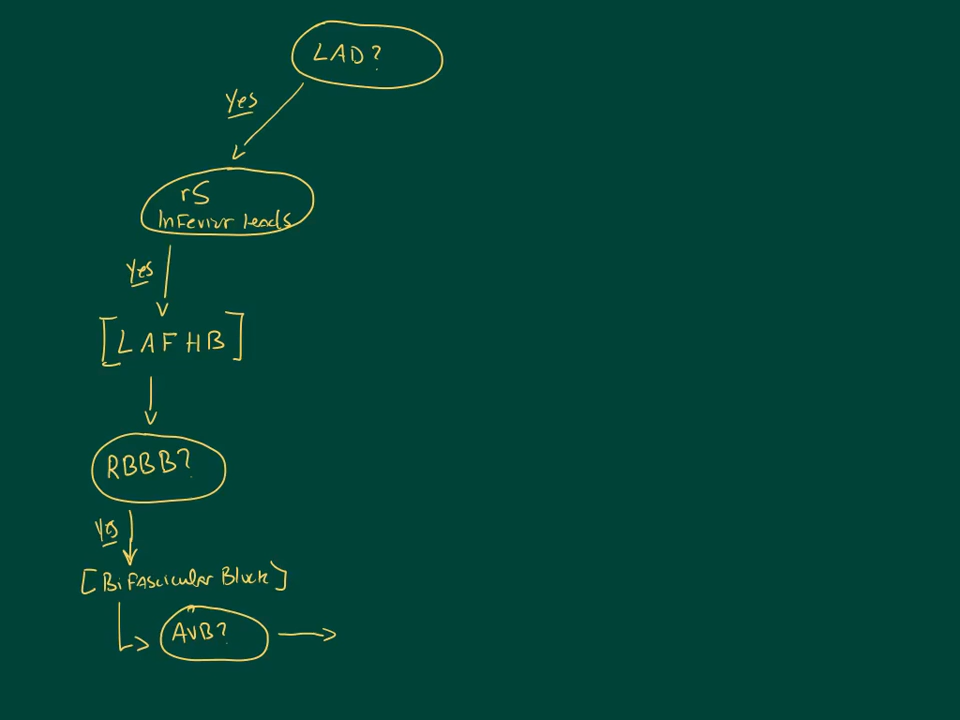 LAD?
Yes
rS
Inferior leads
Yes
[LAFHB]
RBBB?
Yes
[BiFAscicular Block]
AVB?